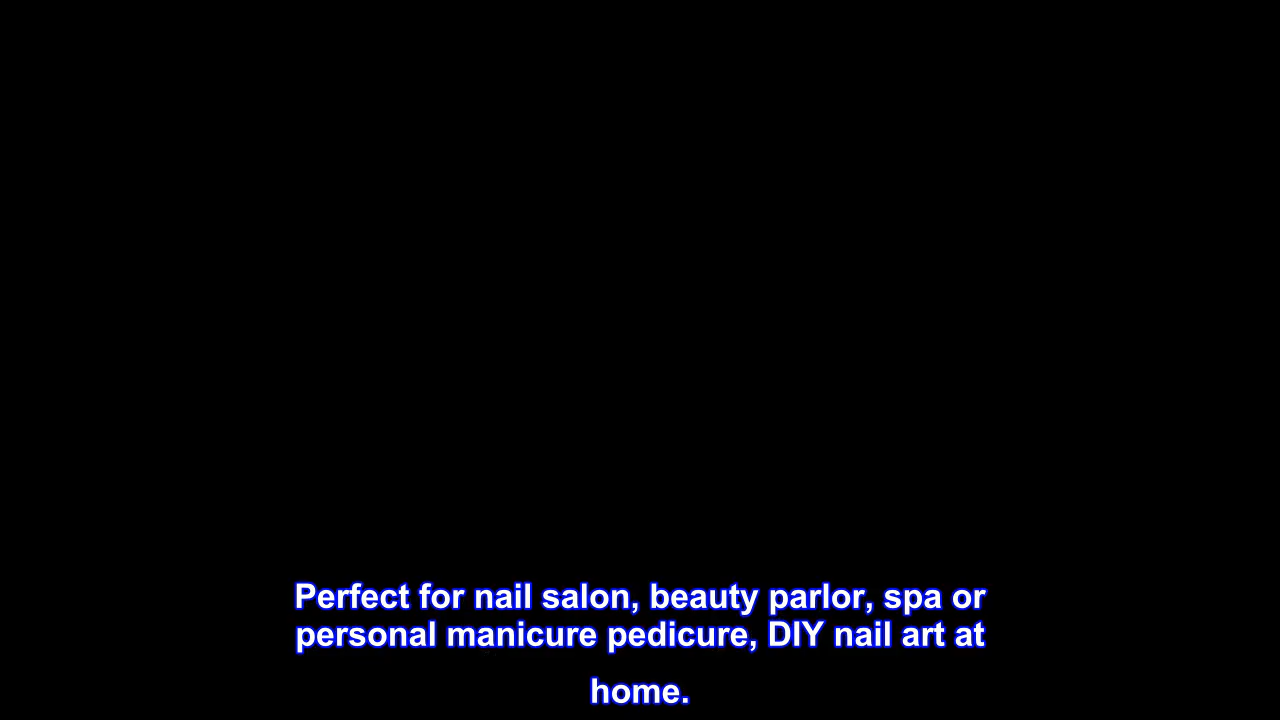 Perfect for nail salon, beauty parlor, spa or
personal manicure pedicure, DIY nail art at
home.